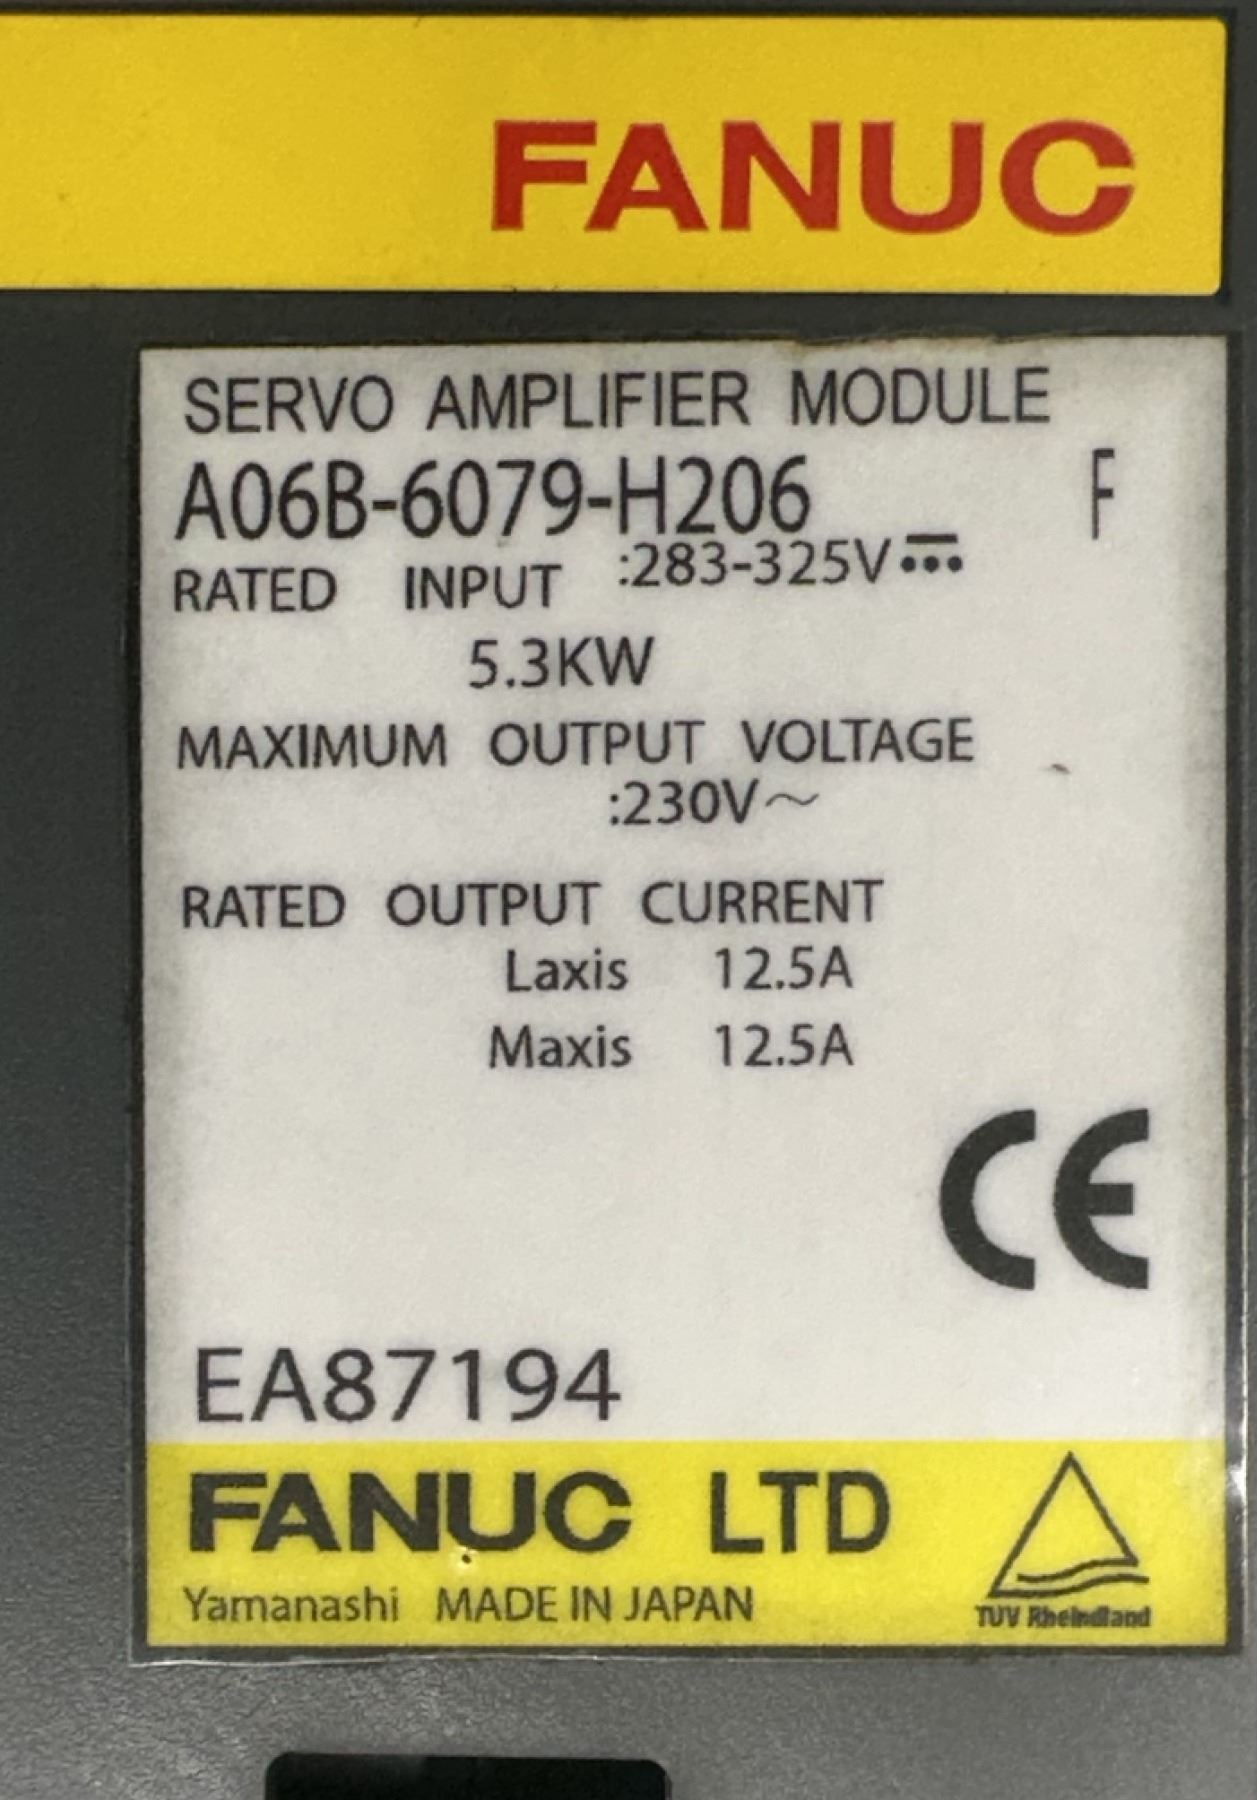 FANUC
SERVO AMPLIFIER MODULE
A06B-6079-H206 F
RATED INPUT :283-325V⎓
5.3KW
MAXIMUM OUTPUT VOLTAGE
:230V～
RATED OUTPUT CURRENT
Laxis 12.5A
Maxis 12.5A
CE
EA87194
FANUC LTD
Yamanashi MADE IN JAPAN
TUV Rheindland